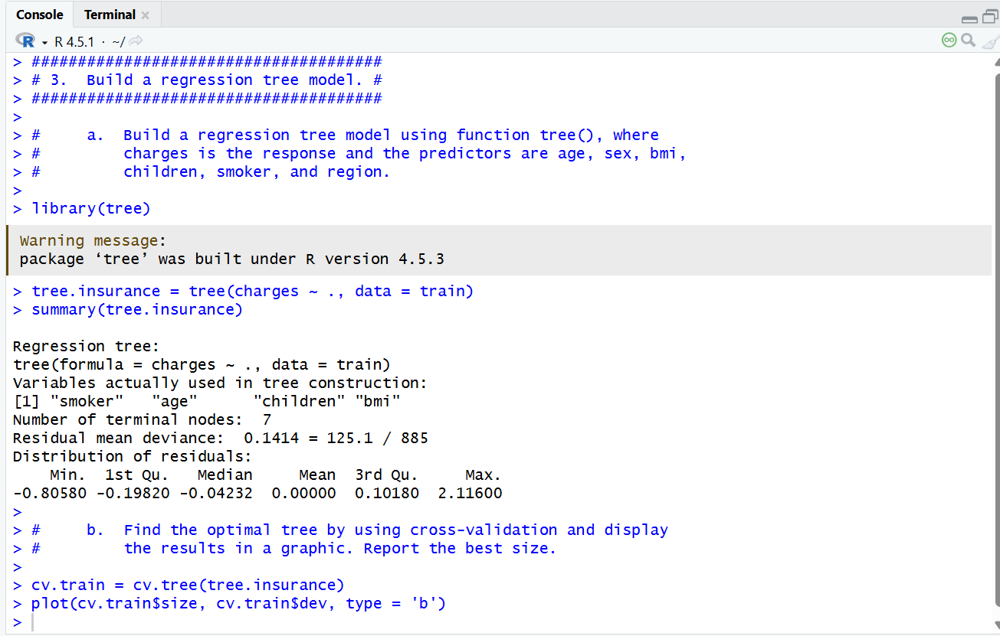 Console Terminal
R 4.5.1 · ~/
> ######################################
> # 3.  Build a regression tree model. #
> ######################################
>
> #     a.  Build a regression tree model using function tree(), where
> #         charges is the response and the predictors are age, sex, bmi,
> #         children, smoker, and region.
>
> library(tree)
Warning message:
package ‘tree’ was built under R version 4.5.3
> tree.insurance = tree(charges ~ ., data = train)
> summary(tree.insurance)
Regression tree:
tree(formula = charges ~ ., data = train)
Variables actually used in tree construction:
[1] "smoker"   "age"      "children" "bmi"
Number of terminal nodes:  7
Residual mean deviance:  0.1414 = 125.1 / 885
Distribution of residuals:
    Min.  1st Qu.   Median     Mean  3rd Qu.     Max.
-0.80580 -0.19820 -0.04232  0.00000  0.10180  2.11600
>
> #     b.  Find the optimal tree by using cross-validation and display
> #         the results in a graphic. Report the best size.
>
> cv.train = cv.tree(tree.insurance)
> plot(cv.train$size, cv.train$dev, type = 'b')
>